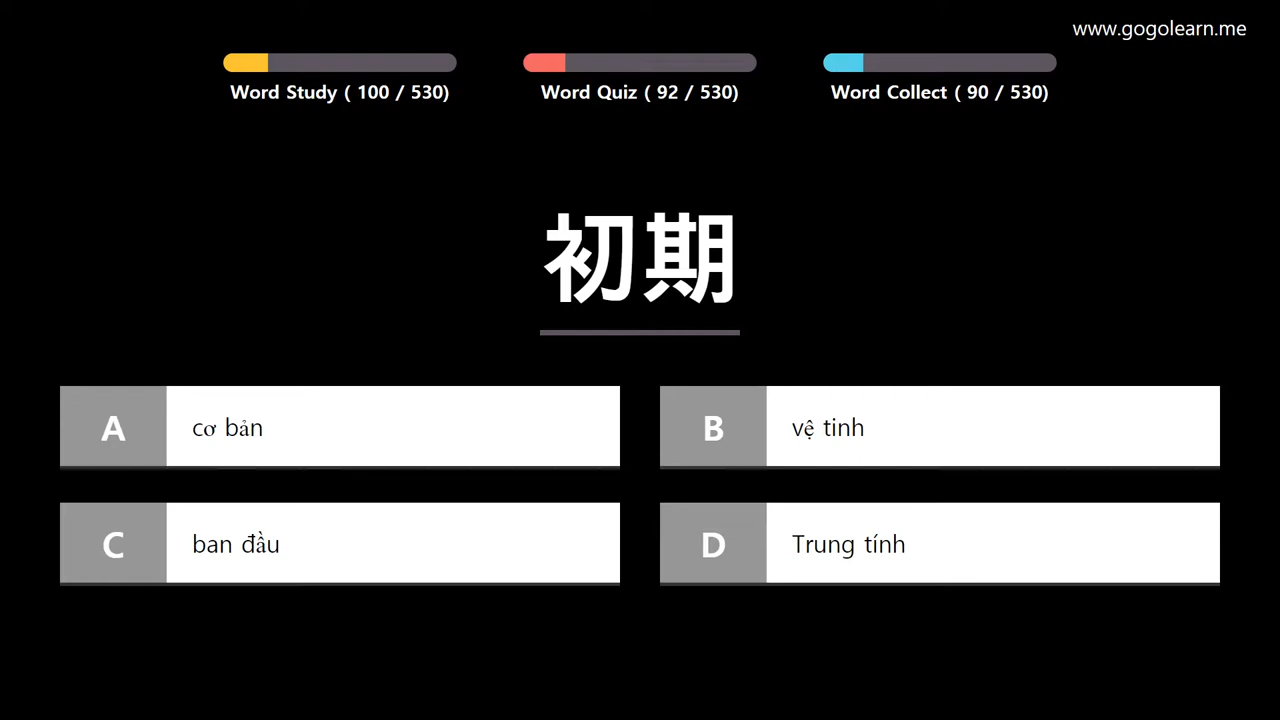 www.gogolearn.me
Word Study ( 100 / 530)
Word Quiz ( 92 / 530)
Word Collect ( 90 / 530)
初期
A cơ bản
B vệ tinh
C ban đầu
D Trung tính